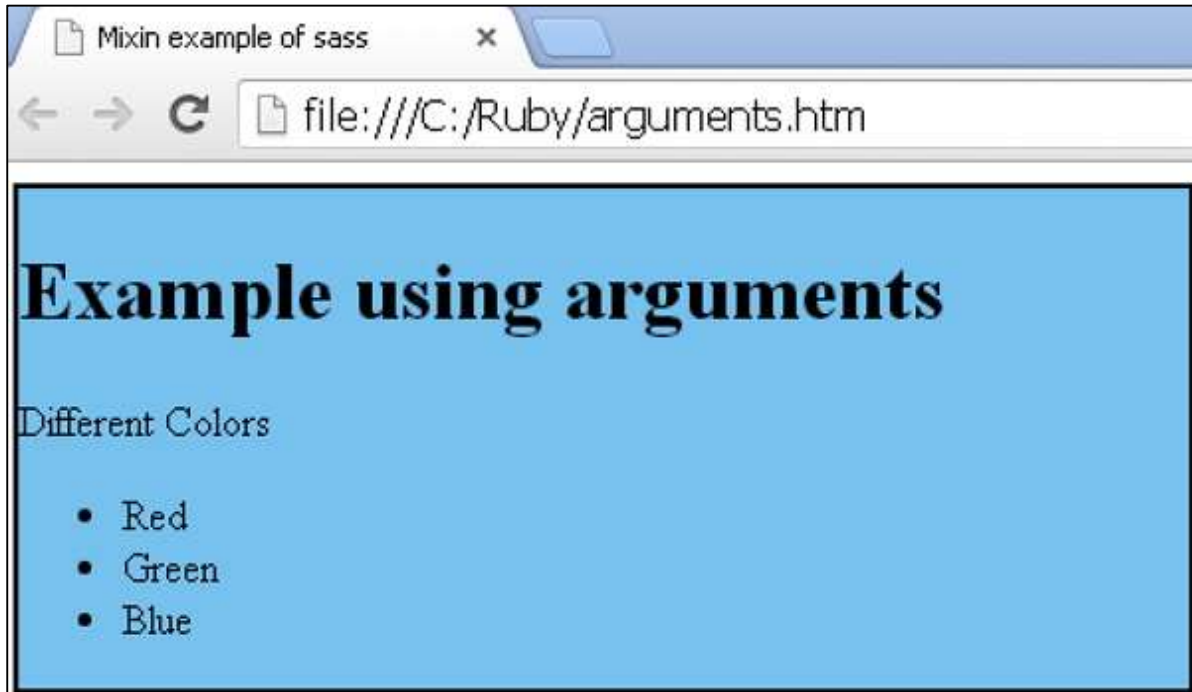 Mixin example of sass
file:///C:/Ruby/arguments.htm
Example using arguments
Different Colors
Red
Green
Blue